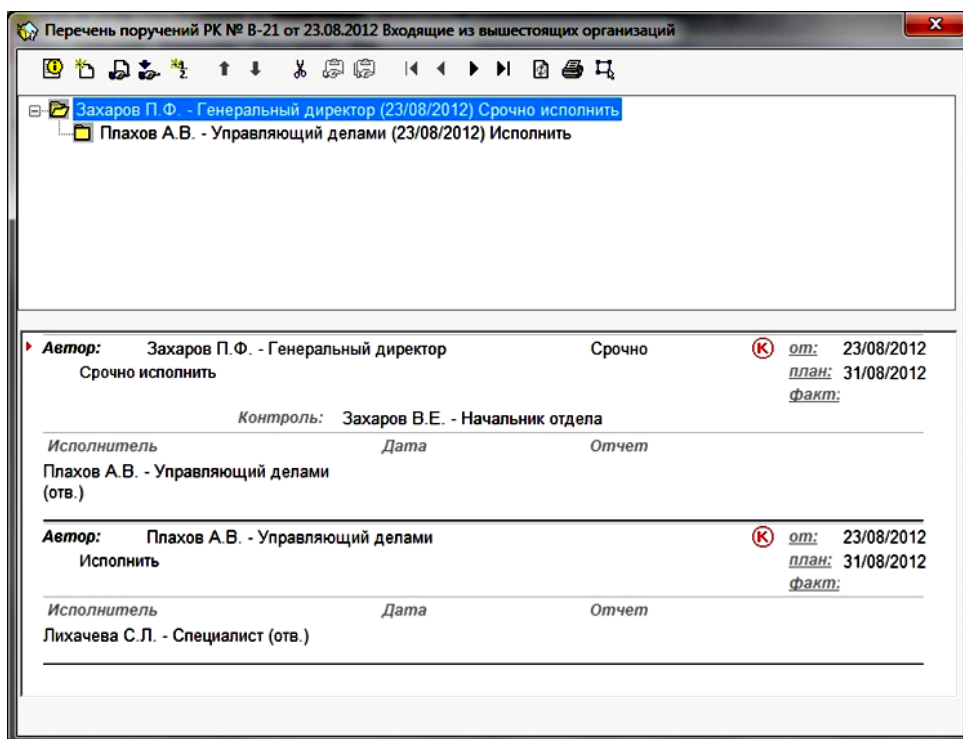 Перечень поручений РК № В-21 от 23.08.2012 Входящие из вышестоящих организаций
Захаров П.Ф. - Генеральный директор (23/08/2012) Срочно исполнить
Плахов А.В. - Управляющий делами (23/08/2012) Исполнить
Автор: Захаров П.Ф. - Генеральный директор Срочно К от: 23/08/2012
Срочно исполнить план: 31/08/2012
факт:
Контроль: Захаров В.Е. - Начальник отдела
Исполнитель Дата Отчет
Плахов А.В. - Управляющий делами
(отв.)
Автор: Плахов А.В. - Управляющий делами К от: 23/08/2012
Исполнить план: 31/08/2012
факт:
Исполнитель Дата Отчет
Лихачева С.Л. - Специалист (отв.)